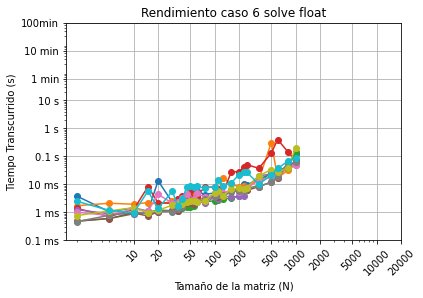 Rendimiento caso 6 solve float
Tiempo Transcurrido (s)
100min
10 min
1 min
10 s
1 s
0.1 s
10 ms
1 ms
0.1 ms
10
20
50
100
200
500
1000
2000
5000
10000
20000
Tamaño de la matriz (N)